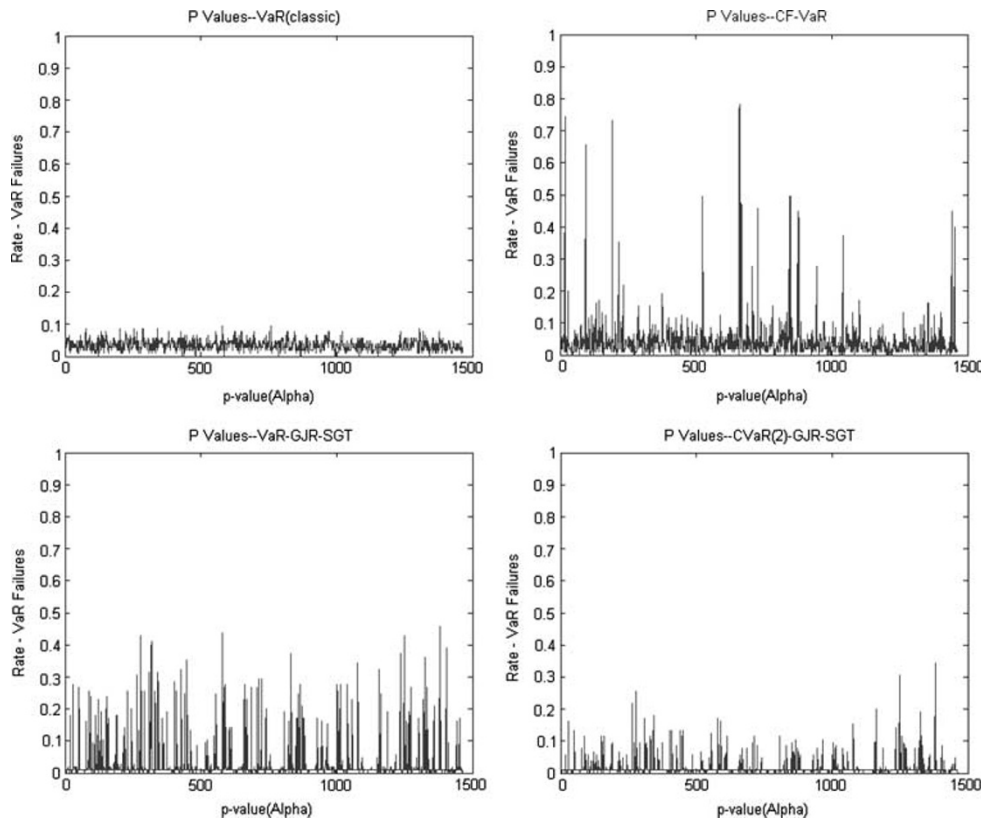 P Values--VaR(classic)
1
0.9
0.8
0.7
0.6
0.5
0.4
0.3
0.2
0.1
0
Rate - VaR Failures
0 500 1000 1500
p-value(Alpha)
P Values--CF-VaR
1
0.9
0.8
0.7
0.6
0.5
0.4
0.3
0.2
0.1
0
Rate - VaR Failures
0 500 1000 1500
p-value(Alpha)
P Values--VaR-GJR-SGT
1
0.9
0.8
0.7
0.6
0.5
0.4
0.3
0.2
0.1
0
Rate - VaR Failures
0 500 1000 1500
p-value(Alpha)
P Values--CVaR(2)-GJR-SGT
1
0.9
0.8
0.7
0.6
0.5
0.4
0.3
0.2
0.1
0
Rate - VaR Failures
0 500 1000 1500
p-value(Alpha)